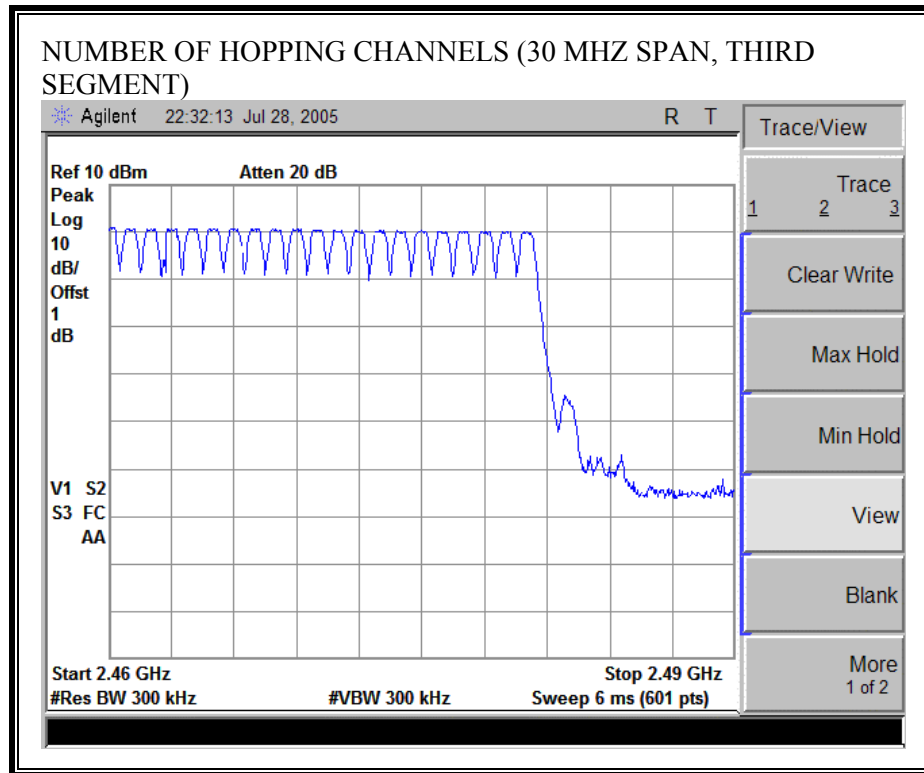 NUMBER OF HOPPING CHANNELS (30 MHZ SPAN, THIRD
SEGMENT)
Agilent 22:32:13 Jul 28, 2005 R T
Trace/View
Ref 10 dBm Atten 20 dB
Peak
Log
10
dB/
Offst
1
dB
V1 S2
S3 FC
AA
Start 2.46 GHz Stop 2.49 GHz
#Res BW 300 kHz #VBW 300 kHz Sweep 6 ms (601 pts)
Trace
1 2 3
Clear Write
Max Hold
Min Hold
View
Blank
More
1 of 2